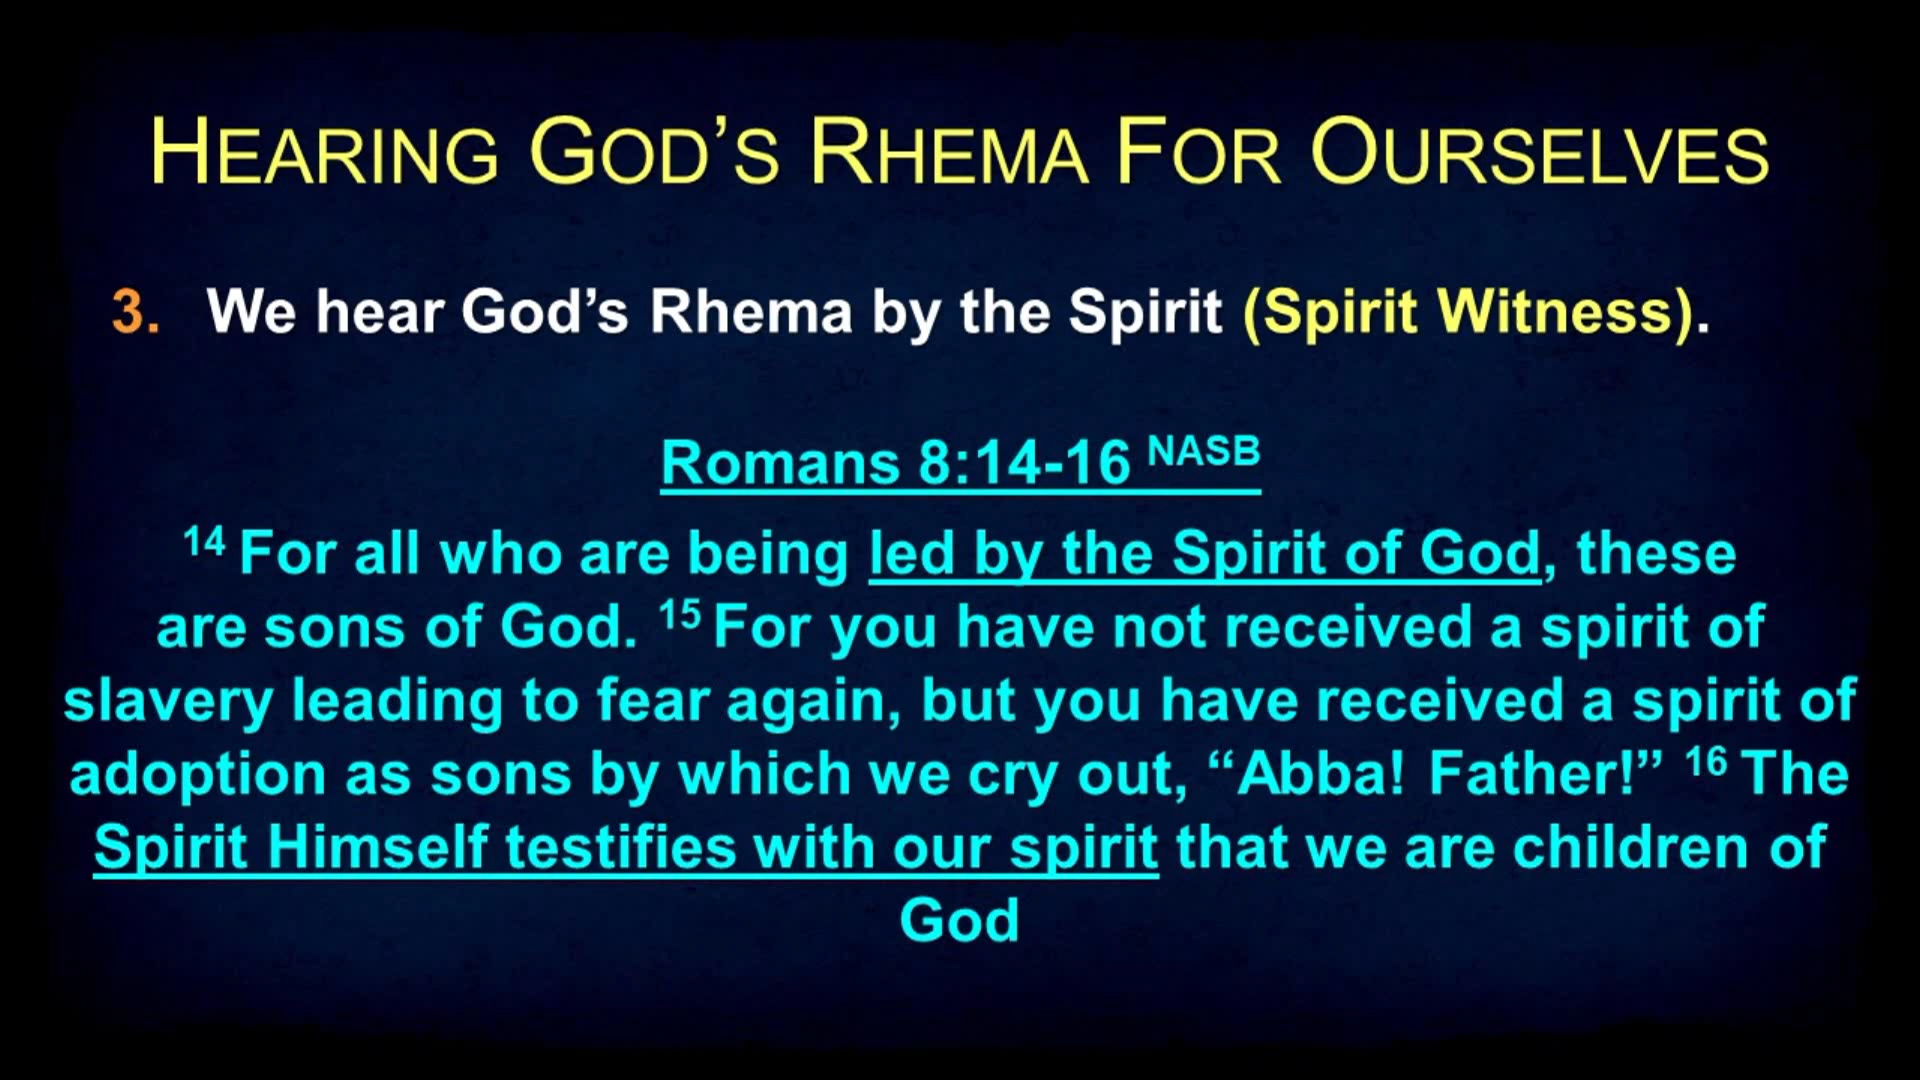 HEARING GOD’S RHEMA FOR OURSELVES
3. We hear God’s Rhema by the Spirit (Spirit Witness).
Romans 8:14-16 NASB
14 For all who are being led by the Spirit of God, these
are sons of God. 15 For you have not received a spirit of
slavery leading to fear again, but you have received a spirit of
adoption as sons by which we cry out, “Abba! Father!” 16 The
Spirit Himself testifies with our spirit that we are children of
God